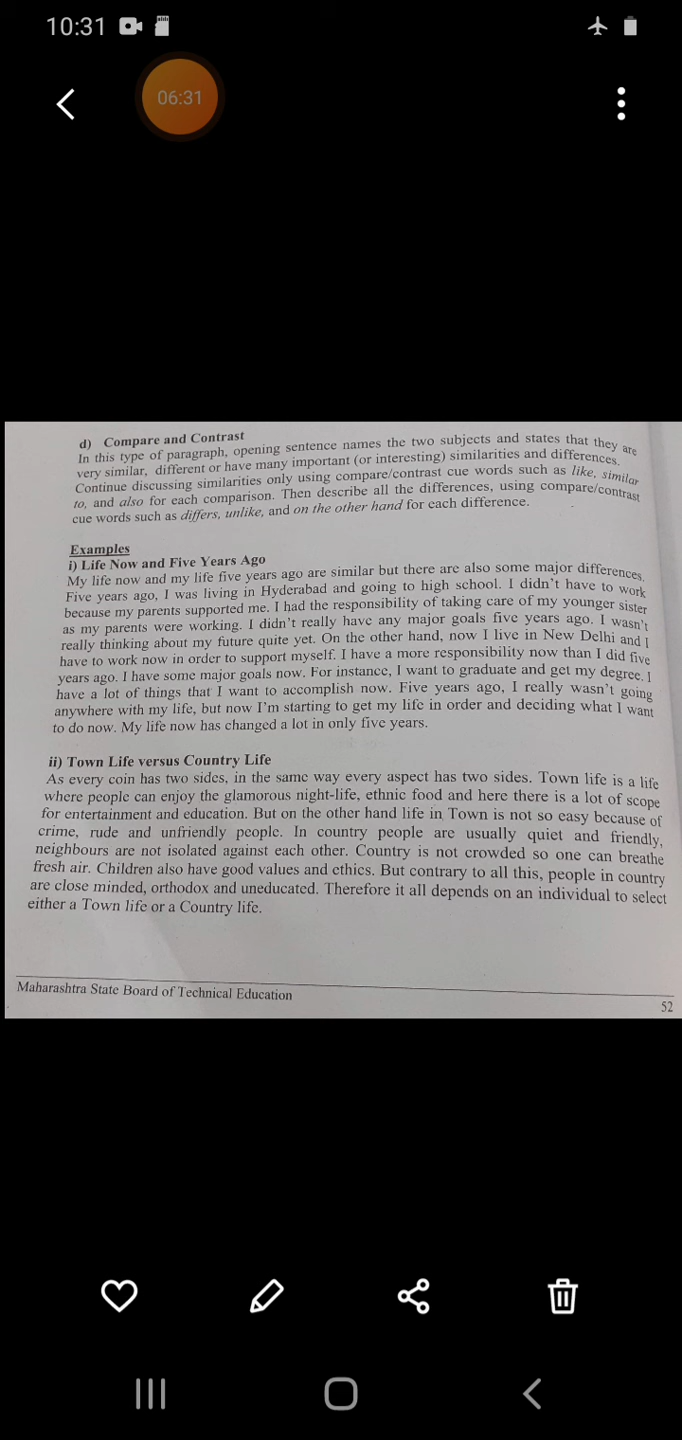 10:31
06:31
d) Compare and Contrast
In this type of paragraph, opening sentence names the two subjects and states that they are
very similar, different or have many important (or interesting) similarities and differences.
Continue discussing similarities only using compare/contrast cue words such as like, similar
to, and also for each comparison. Then describe all the differences, using compare/contrast
cue words such as differs, unlike, and on the other hand for each difference.
Examples
i) Life Now and Five Years Ago
My life now and my life five years ago are similar but there are also some major differences.
Five years ago, I was living in Hyderabad and going to high school. I didn't have to work
because my parents supported me. I had the responsibility of taking care of my younger sister
as my parents were working. I didn't really have any major goals five years ago. I wasn't
really thinking about my future quite yet. On the other hand, now I live in New Delhi and I
have to work now in order to support myself. I have a more responsibility now than I did five
years ago. I have some major goals now. For instance, I want to graduate and get my degree. I
have a lot of things that I want to accomplish now. Five years ago, I really wasn't going
anywhere with my life, but now I'm starting to get my life in order and deciding what I want
to do now. My life now has changed a lot in only five years.
ii) Town Life versus Country Life
As every coin has two sides, in the same way every aspect has two sides. Town life is a life
where people can enjoy the glamorous night-life, ethnic food and here there is a lot of scope
for entertainment and education. But on the other hand life in Town is not so easy because of
crime, rude and unfriendly people. In country people are usually quiet and friendly,
neighbours are not isolated against each other. Country is not crowded so one can breathe
fresh air. Children also have good values and ethics. But contrary to all this, people in country
are close minded, orthodox and uneducated. Therefore it all depends on an individual to select
either a Town life or a Country life.
Maharashtra State Board of Technical Education
52